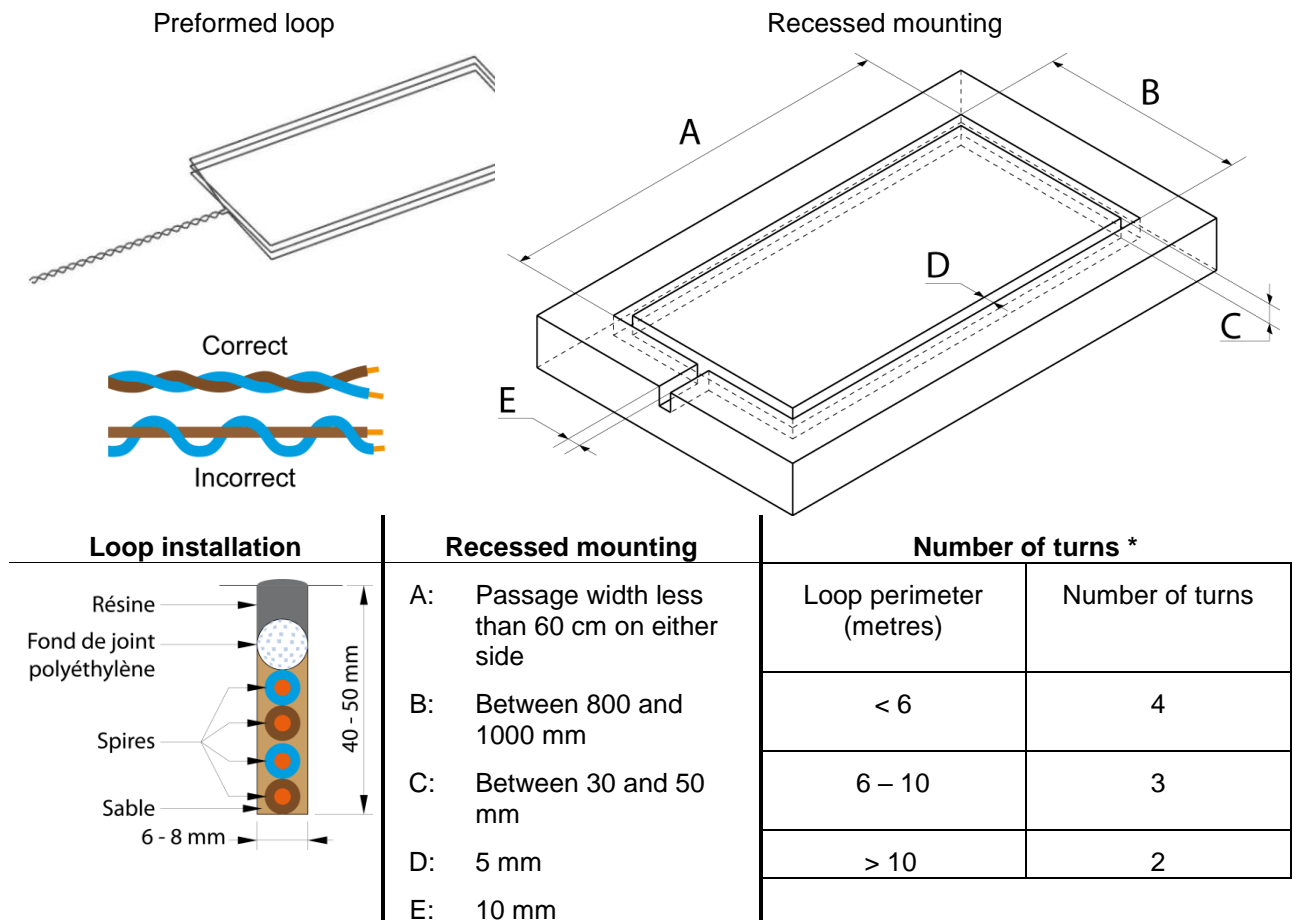 Preformed loop
Recessed mounting
A
B
C
D
E
Correct
Incorrect
Loop installation
Résine
Fond de joint
polyéthylène
Spires
Sable
40 - 50 mm
6 - 8 mm
Recessed mounting
A: Passage width less
than 60 cm on either
side
B: Between 800 and
1000 mm
C: Between 30 and 50
mm
D: 5 mm
E: 10 mm
Number of turns *
Loop perimeter
(metres)
Number of turns
< 6 4
6 – 10 3
> 10 2